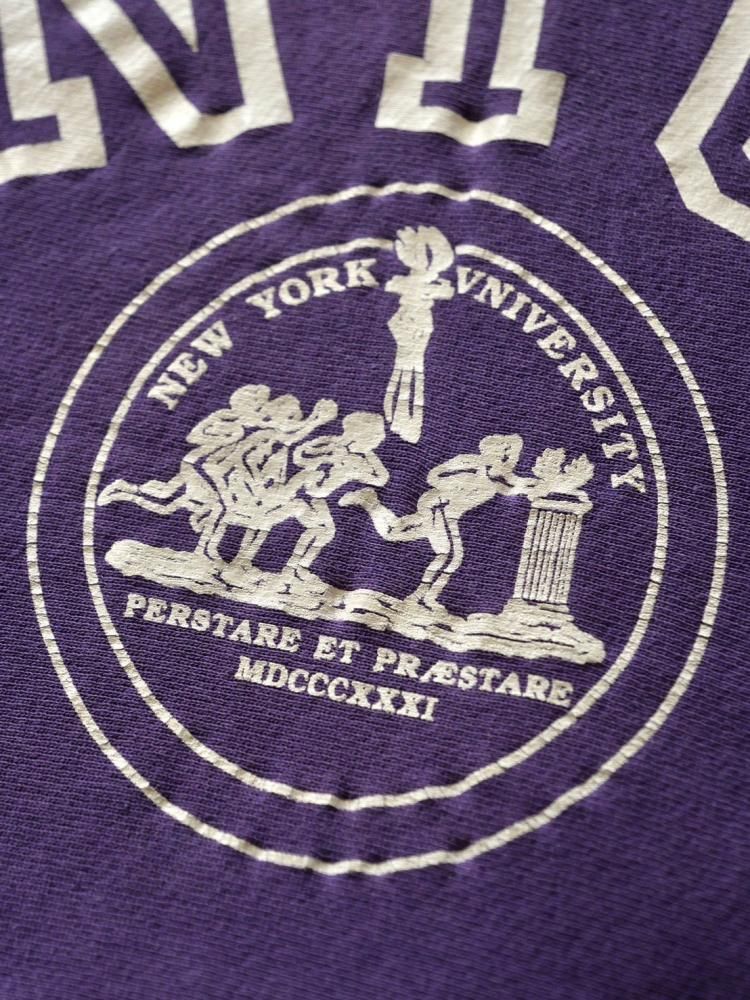 NEW YORK VNIVERSITY
PERSTARE ET PRÆSTARE
MDCCCXXXI